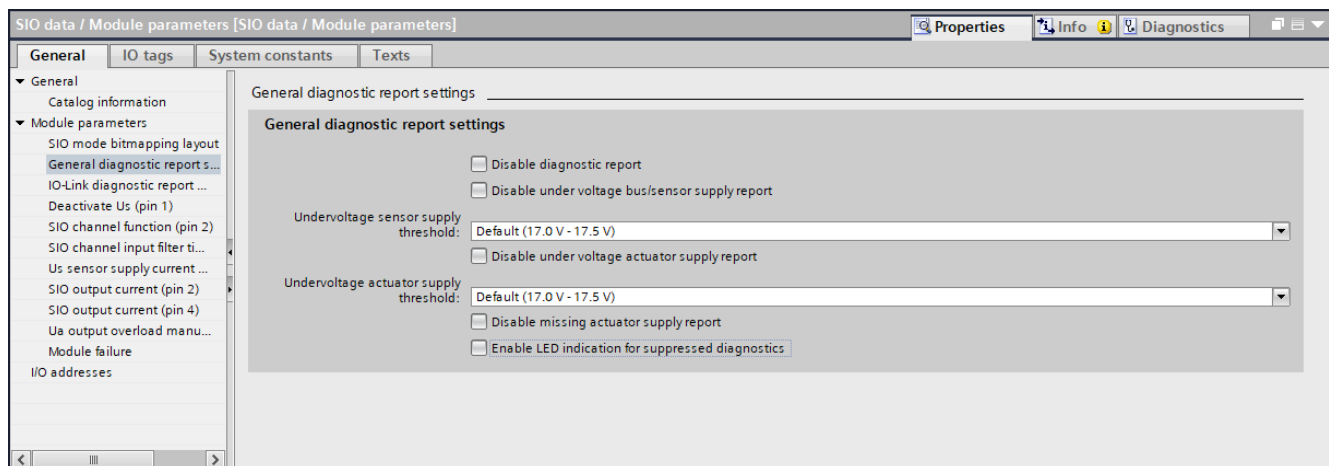 SIO data / Module parameters [SIO data / Module parameters]
Properties
Info
Diagnostics
General
IO tags
System constants
Texts
General
Catalog information
Module parameters
SIO mode bitmapping layout
General diagnostic report s...
IO-Link diagnostic report ...
Deactivate Us (pin 1)
SIO channel function (pin 2)
SIO channel input filter ti...
Us sensor supply current ...
SIO output current (pin 2)
SIO output current (pin 4)
Ua output overload manu...
Module failure
I/O addresses
General diagnostic report settings
General diagnostic report settings
Disable diagnostic report
Disable under voltage bus/sensor supply report
Undervoltage sensor supply
threshold:
Default (17.0 V - 17.5 V)
Disable under voltage actuator supply report
Undervoltage actuator supply
threshold:
Default (17.0 V - 17.5 V)
Disable missing actuator supply report
Enable LED indication for suppressed diagnostics